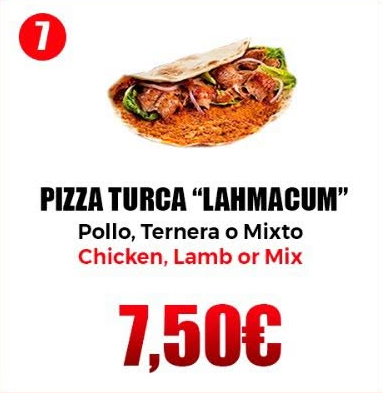 7
PIZZA TURCA “LAHMACUM”
Pollo, Ternera o Mixto
Chicken, Lamb or Mix
7,50€